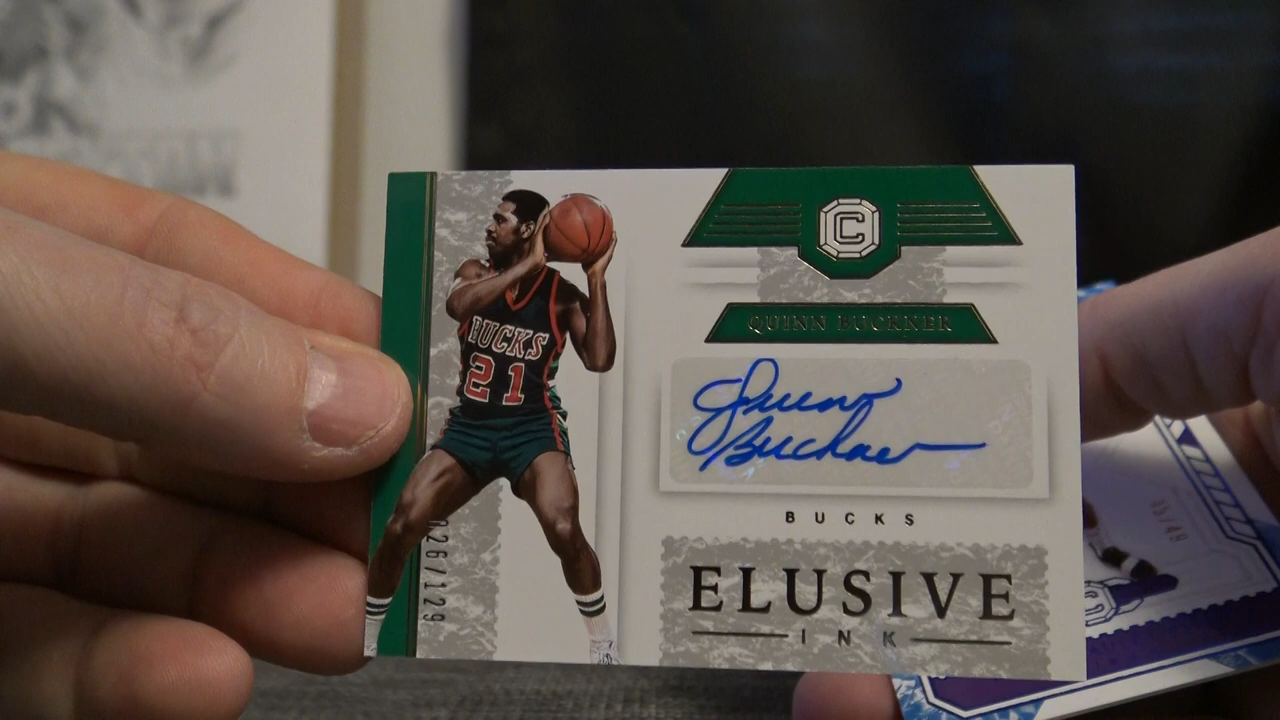 C
QUINN BUCKNER
BUCKS
21
Quinn
Buckner
BUCKS
026/129
ELUSIVE
INK